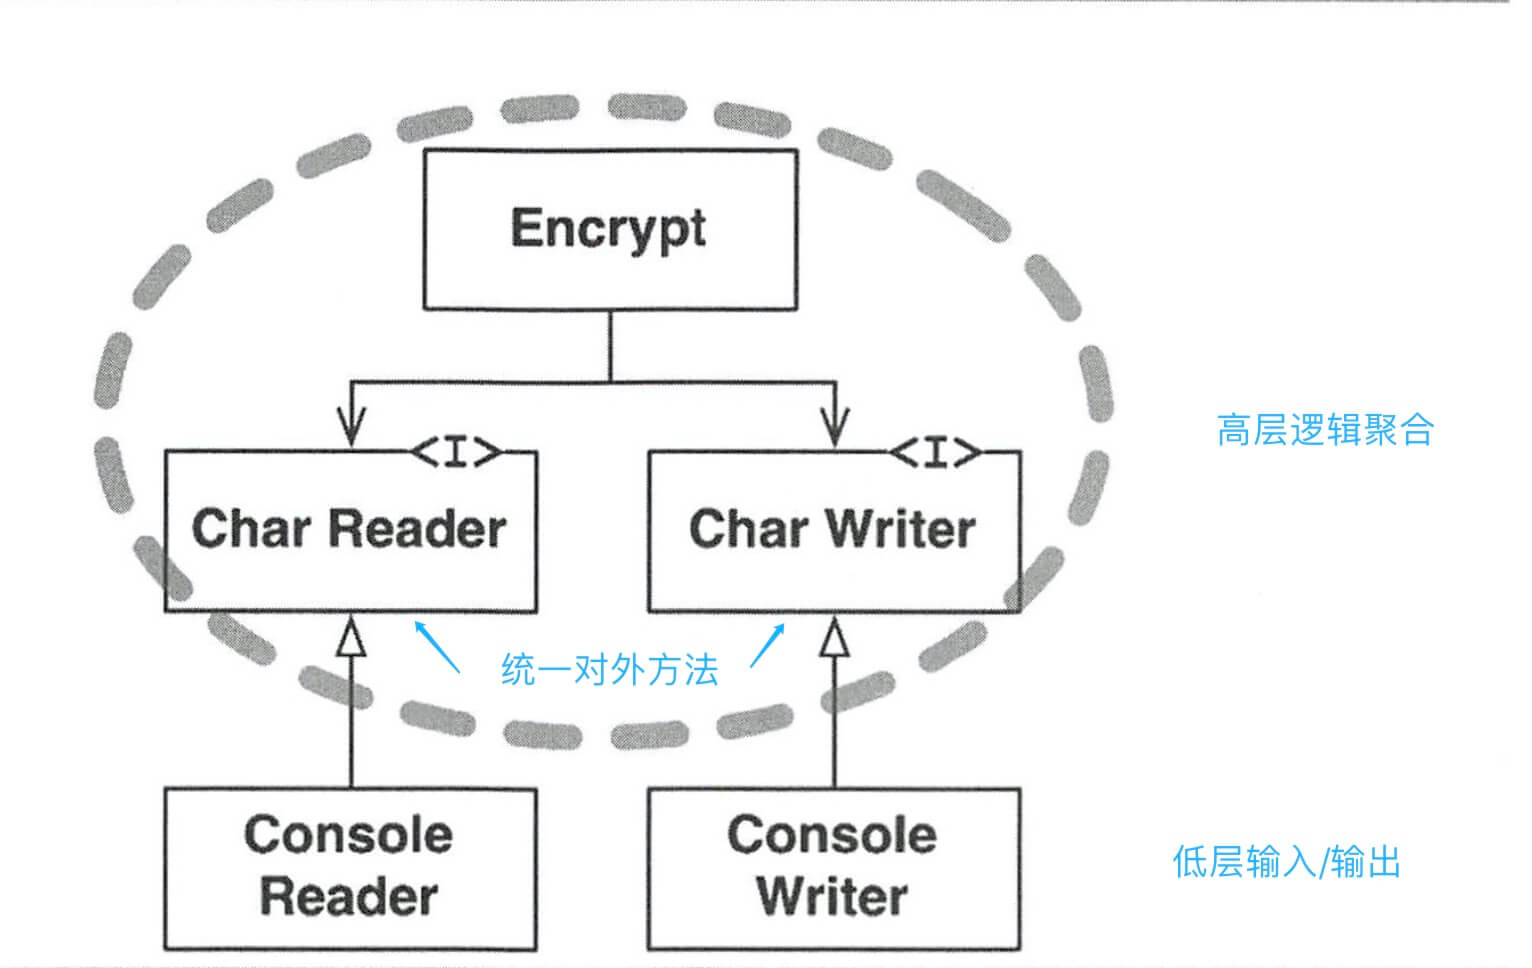 Encrypt
<I>
<I>
Char Reader
Char Writer
高层逻辑聚合
统一对外方法
Console
Reader
Console
Writer
低层输入/输出